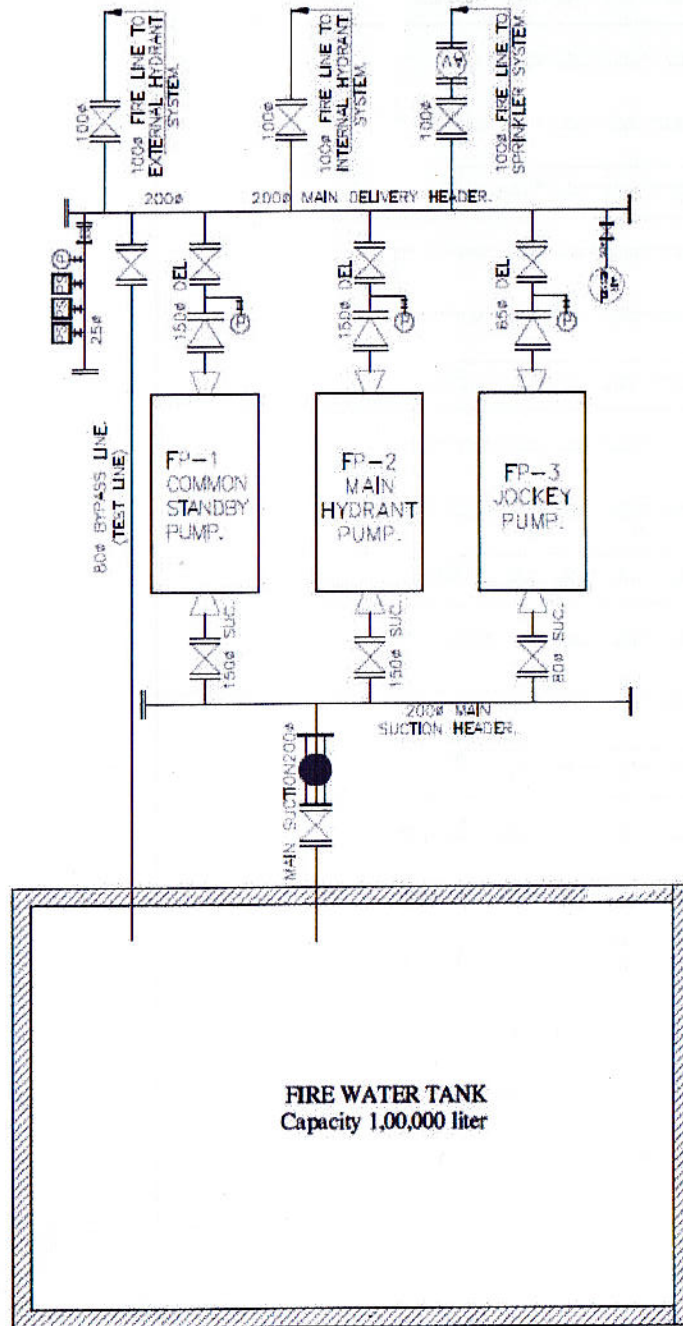 100ø
100ø FIRE LINE TO
EXTERNAL HYDRANT
SYSTEM.
100ø
100ø FIRE LINE TO
INTERNAL HYDRANT
SYSTEM.
100ø
100ø FIRE LINE TO
SPRINKLER SYSTEM.
200ø
200ø MAIN DELIVERY HEADER.
P
PS
PS
PS
25ø
150ø DEL.
P
150ø DEL.
P
65ø DEL.
P
80ø BYPASS LINE.
(TEST LINE)
FP-1
COMMON
STANDBY
PUMP.
FP-2
MAIN
HYDRANT
PUMP.
FP-3
JOCKEY
PUMP.
150ø SUC.
150ø SUC.
80ø SUC.
200ø MAIN
SUCTION HEADER.
MAIN SUCTION200ø
FIRE WATER TANK
Capacity 1,00,000 liter